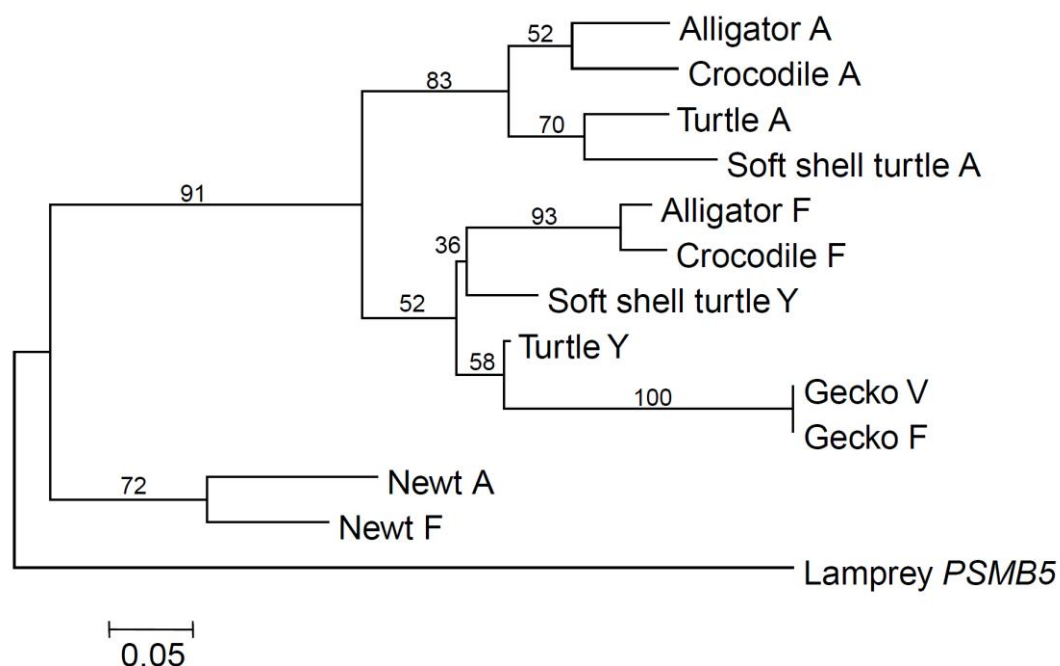 52
Alligator A
Crocodile A
83
70
Turtle A
Soft shell turtle A
91
93
Alligator F
36
Crocodile F
52
Soft shell turtle Y
Turtle Y
58
100
Gecko V
Gecko F
72
Newt A
Newt F
Lamprey PSMB5
0.05